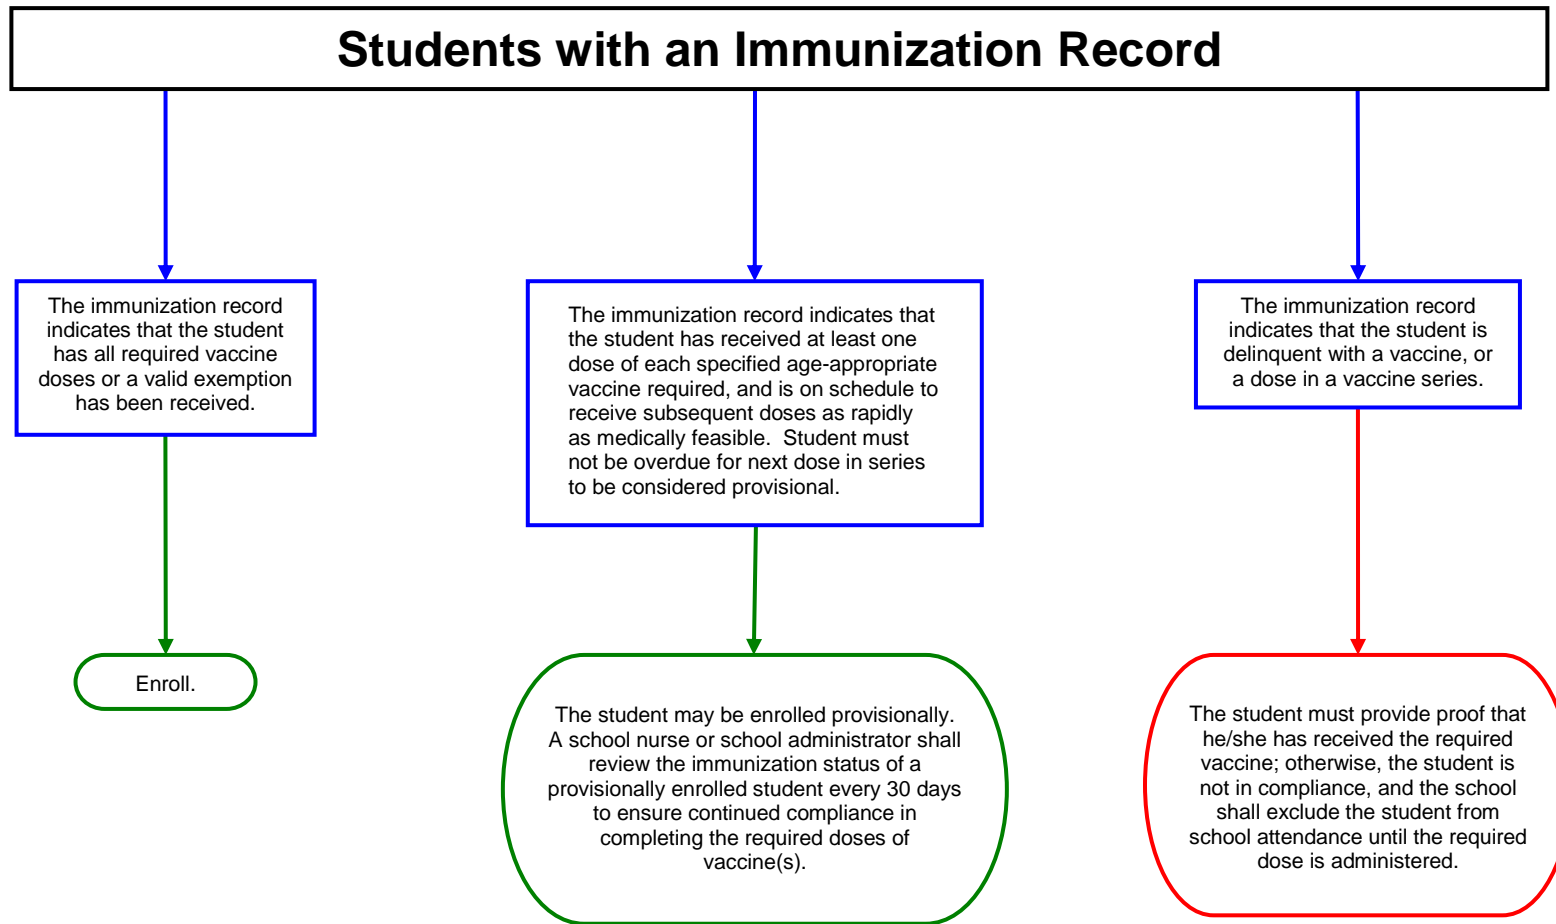 Students with an Immunization Record
The immunization record
indicates that the student
has all required vaccine
doses or a valid exemption
has been received.
The immunization record indicates that
the student has received at least one
dose of each specified age-appropriate
vaccine required, and is on schedule to
receive subsequent doses as rapidly
as medically feasible.  Student must
not be overdue for next dose in series
to be considered provisional.
The immunization record
indicates that the student is
delinquent with a vaccine, or
a dose in a vaccine series.
Enroll.
The student may be enrolled provisionally.
A school nurse or school administrator shall
review the immunization status of a
provisionally enrolled student every 30 days
to ensure continued compliance in
completing the required doses of
vaccine(s).
The student must provide proof that
he/she has received the required
vaccine; otherwise, the student is
not in compliance, and the school
shall exclude the student from
school attendance until the required
dose is administered.